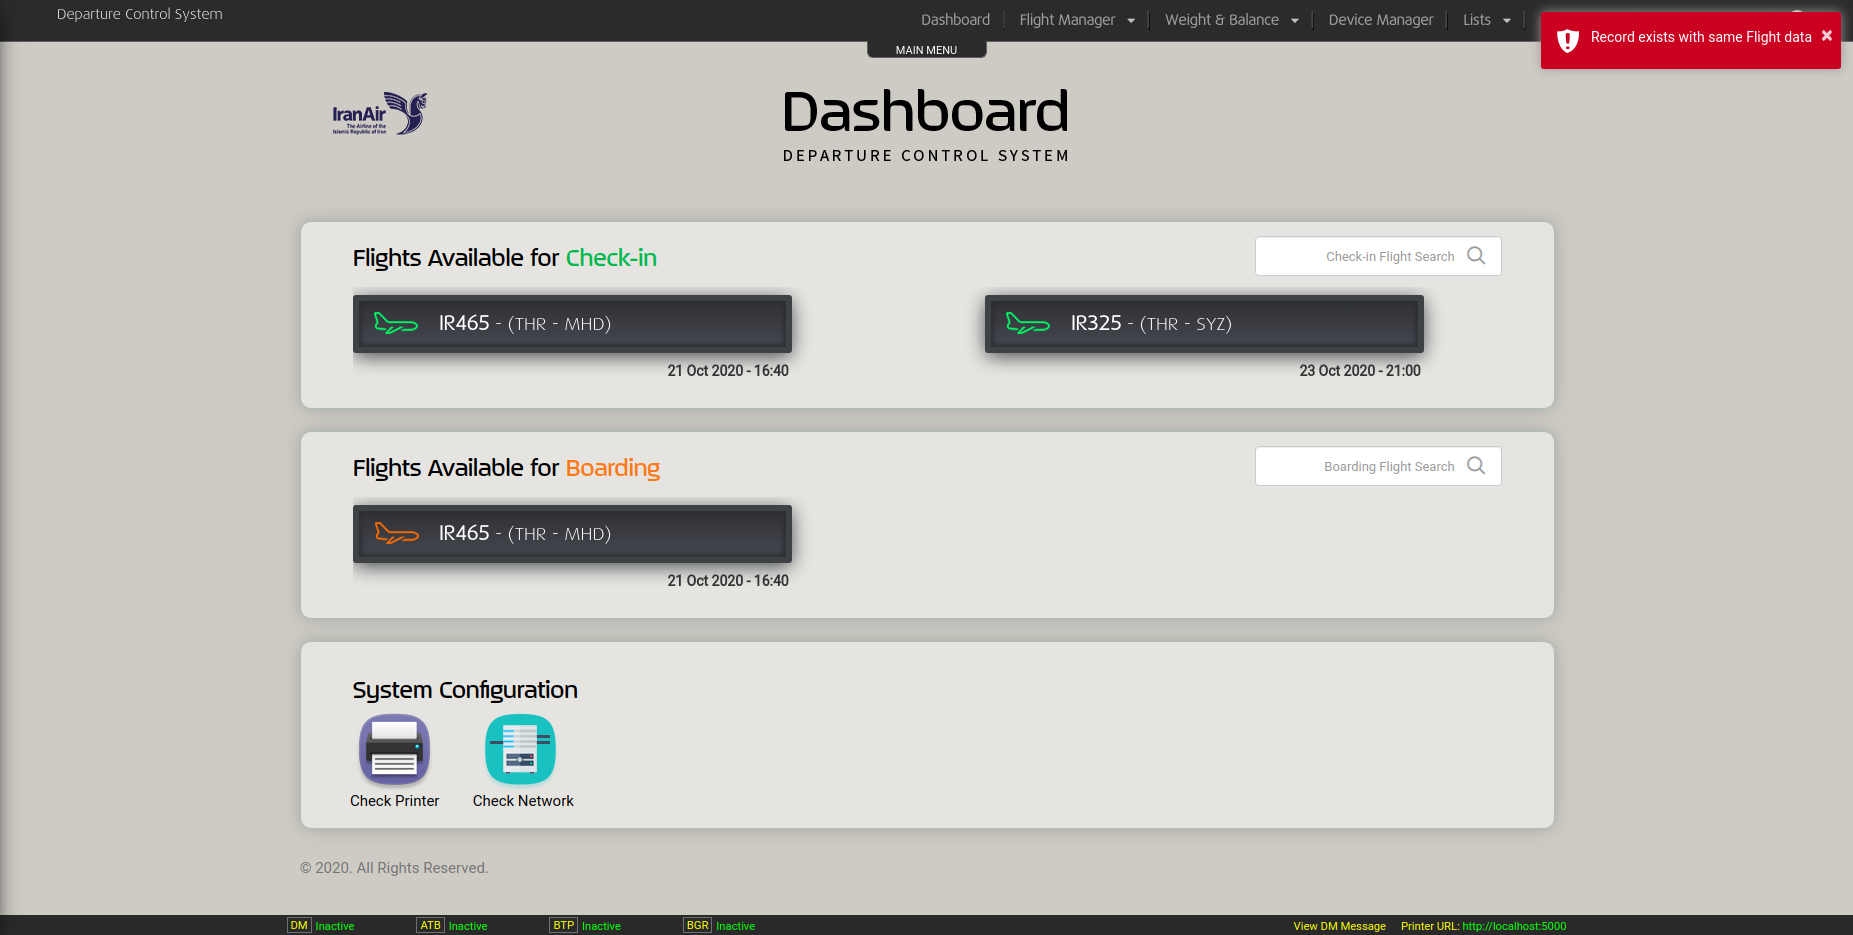 Departure Control System
Dashboard Flight Manager Weight & Balance Device Manager Lists
Record exists with same Flight data ×
MAIN MENU
IranAir
The Airline of the
Islamic Republic of Iran
Dashboard
DEPARTURE CONTROL SYSTEM
Flights Available for Check-in
Check-in Flight Search
IR465 - (THR - MHD)
21 Oct 2020 - 16:40
IR325 - (THR - SYZ)
23 Oct 2020 - 21:00
Flights Available for Boarding
Boarding Flight Search
IR465 - (THR - MHD)
21 Oct 2020 - 16:40
System Configuration
Check Printer
Check Network
© 2020. All Rights Reserved.
DM Inactive ATB Inactive BTP Inactive BGR Inactive View DM Message Printer URL: http://localhost:5000